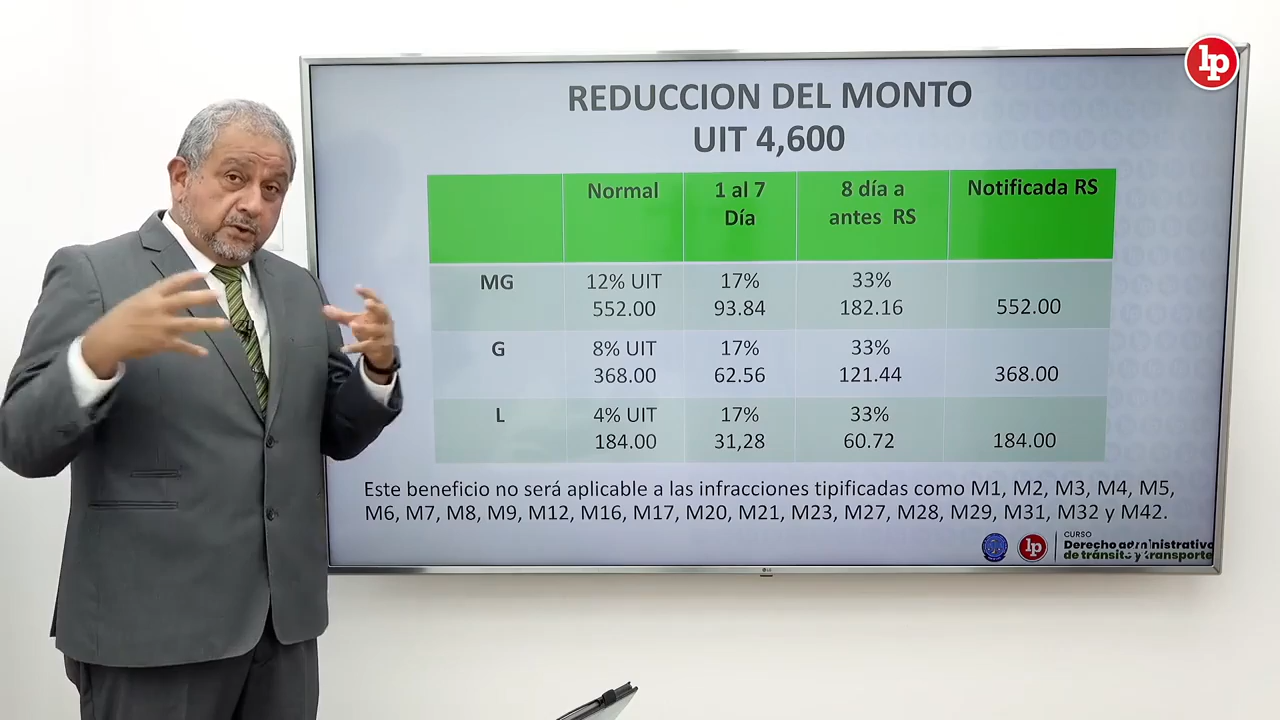 lp
REDUCCION DEL MONTO
UIT 4,600
Normal
1 al 7
Día
8 día a
antes RS
Notificada RS
MG
12% UIT
552.00
17%
93.84
33%
182.16
552.00
G
8% UIT
368.00
17%
62.56
33%
121.44
368.00
L
4% UIT
184.00
17%
31,28
33%
60.72
184.00
Este beneficio no será aplicable a las infracciones tipificadas como M1, M2, M3, M4, M5,
M6, M7, M8, M9, M12, M16, M17, M20, M21, M23, M27, M28, M29, M31, M32 y M42.
lp
CURSO
Derecho administrativo
de tránsito y transporte
LG